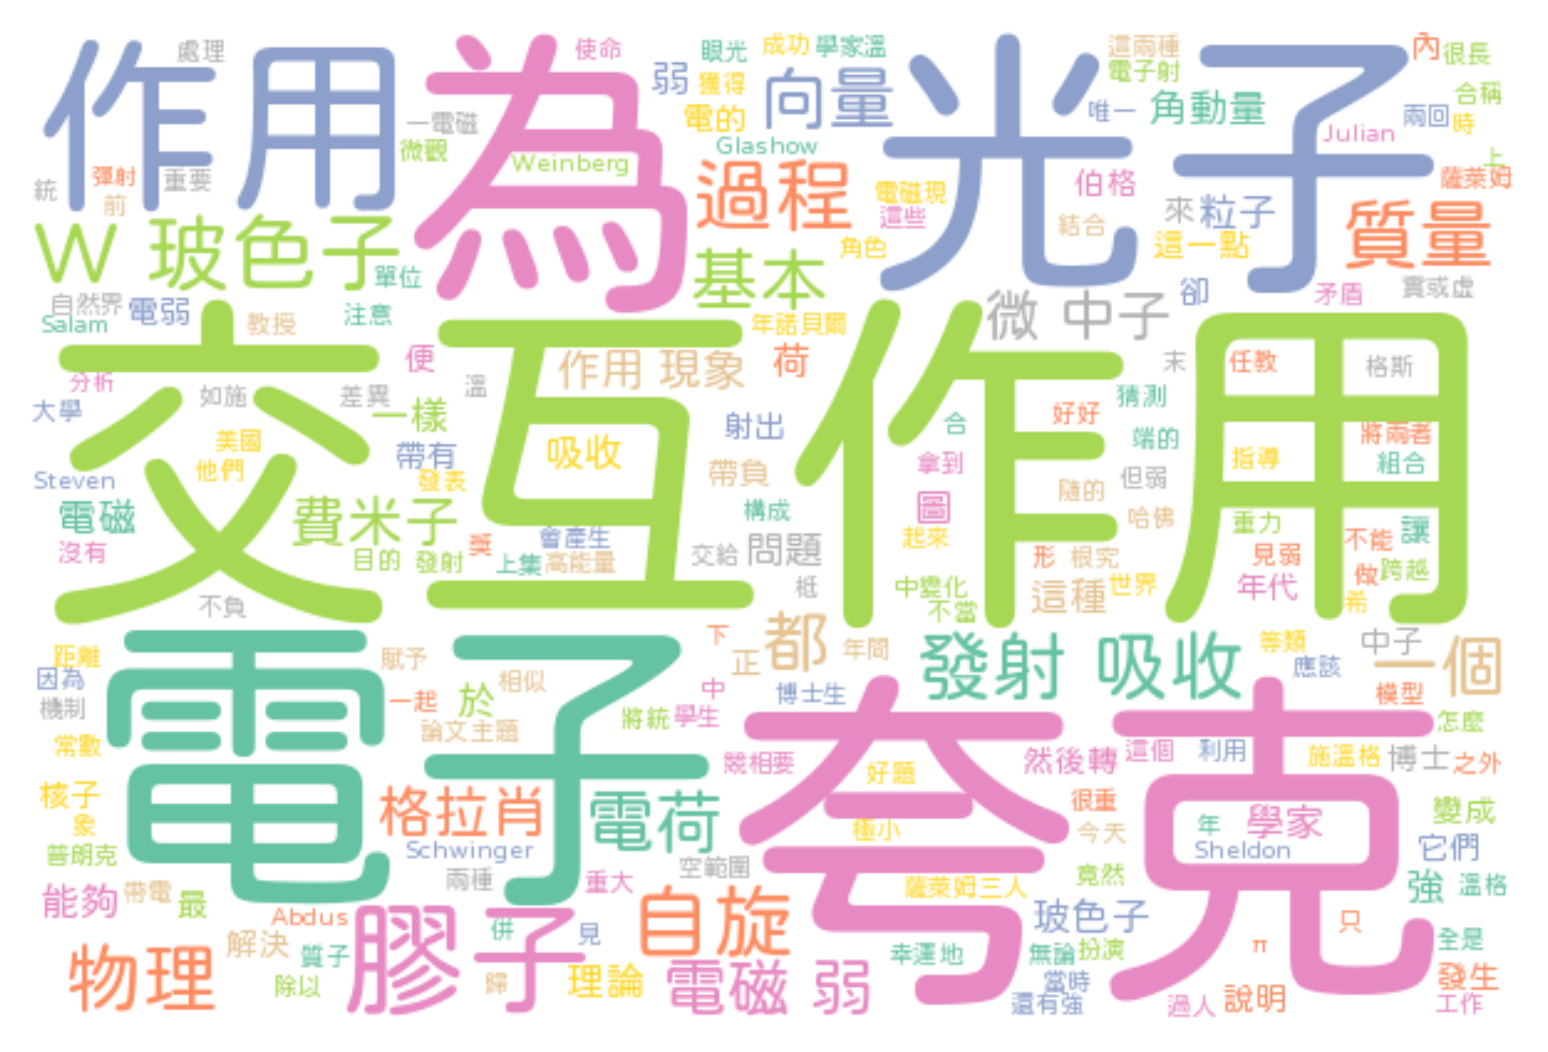 作用
為
光子
處理
使命
眼光
成功
學家溫
這兩種
內
很長
電子射
弱
獲得
向量
電的
唯一
角動量
合稱
兩回
時
Julian
一電磁
微觀
Glashow
Weinberg
上
統
彈射
重要
前
過程
電磁現
這些
伯格
薩萊姆
來
粒子
結合
質量
W 玻色子
角色
這一點
單位
基本
卻
矛盾
實或虛
自然界
電弱
Salam
教授
注意
年諾貝爾
微 中子
交互作用
分析
便
作用 現象
荷
末
任教
格斯
溫
如施
差異
大學
一樣
猜測
好好
射出
合
美國
他們
帶有
吸收
端的
將兩者
Steven
發表
帶負
拿到
指導
組合
但弱
隨的
電磁
費米子
構成
圖
哈佛
重力
讓
沒有
目的
發射
獎
會產生
上集
高能量
交給
問題
起來
形
根究
見弱
不能
做
跨越
不負
柢
中變化
不當
這種
世界
年代
希
電子
距離
因為
機制
賦予
一起
於
相似
下
正
都
年間
發射 吸收
等類
中子
應該
一個
中
博士生
模型
常數
論文主題
將統
學生
夸克
怎麼
競相要
好題
然後轉
這個
利用
施溫格
博士
之外
核子
象
格拉肖
電荷
極小
很重
今天
年
學家
變成
普朗克
Schwinger
Sheldon
它們
兩種
重大
空範圍
薩萊姆三人
竟然
強
溫格
能夠
帶電
最
Abdus
膠子
併
見
自旋
玻色子
只
物理
解決
質子
除以
歸
理論
電磁 弱
幸運地
無論
扮演
π
全是
當時
還有強
過人
說明
發生
工作